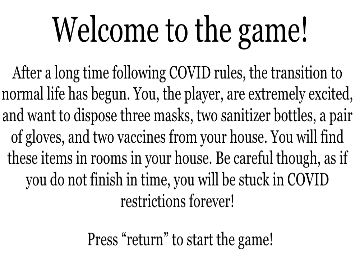 Welcome to the game!
After a long time following COVID rules, the transition to
normal life has begun. You, the player, are extremely excited,
and want to dispose three masks, two sanitizer bottles, a pair
of gloves, and two vaccines from your house. You will find
these items in rooms in your house. Be careful though, as if
you do not finish in time, you will be stuck in COVID
restrictions forever!
Press “return” to start the game!